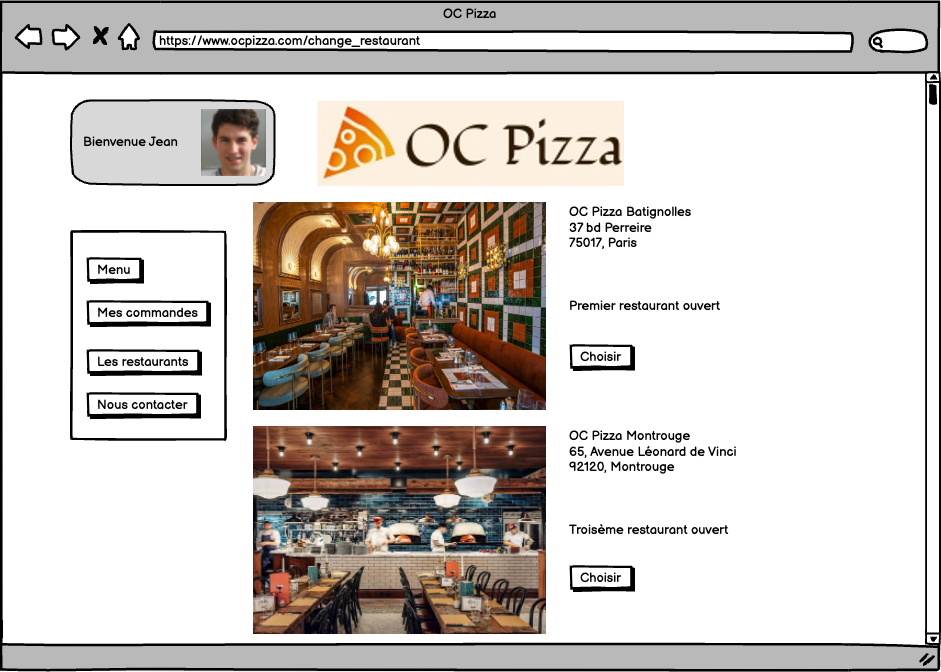 OC Pizza
https://www.ocpizza.com/change_restaurant
Bienvenue Jean
OC Pizza
Menu
Mes commandes
Les restaurants
Nous contacter
OC Pizza Batignolles
37 bd Perreire
75017, Paris
Premier restaurant ouvert
Choisir
OC Pizza Montrouge
65, Avenue Léonard de Vinci
92120, Montrouge
Troisème restaurant ouvert
Choisir